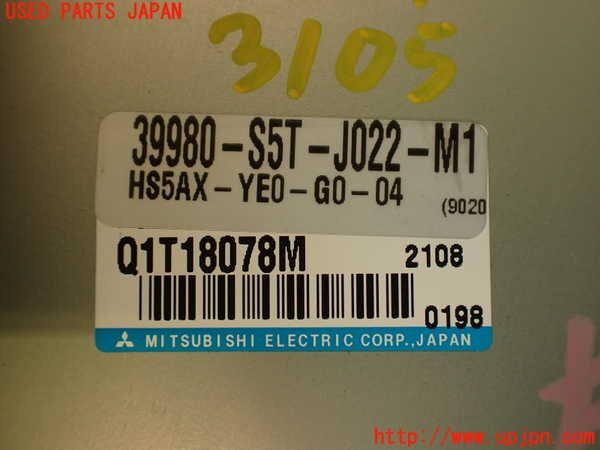 USED PARTS JAPAN
3105
39980-S5T-J022-M1
HS5AX-YE0-G0-04
(9020
Q1T18078M
2108
0198
MITSUBISHI ELECTRIC CORP.,JAPAN
http://www.upjpn.com